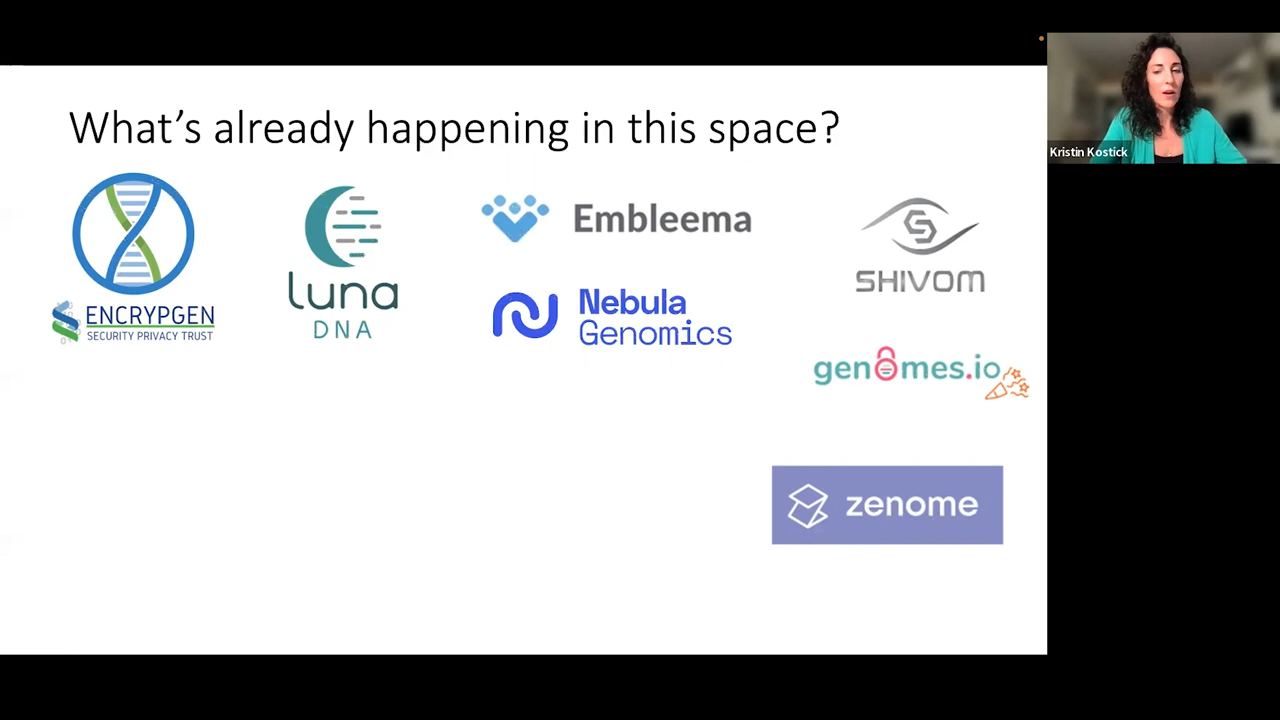 What's already happening in this space?
ENCRYPGEN
SECURITY PRIVACY TRUST
luna
DNA
Embleema
Nebula
Genomics
SHIVOM
genomes.io
zenome
Kristin Kostick